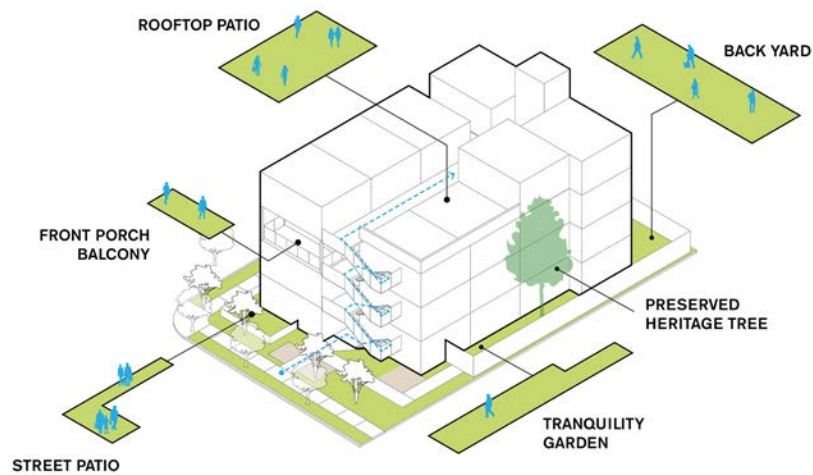 ROOFTOP PATIO
BACK YARD
FRONT PORCH
BALCONY
PRESERVED
HERITAGE TREE
TRANQUILITY
GARDEN
STREET PATIO